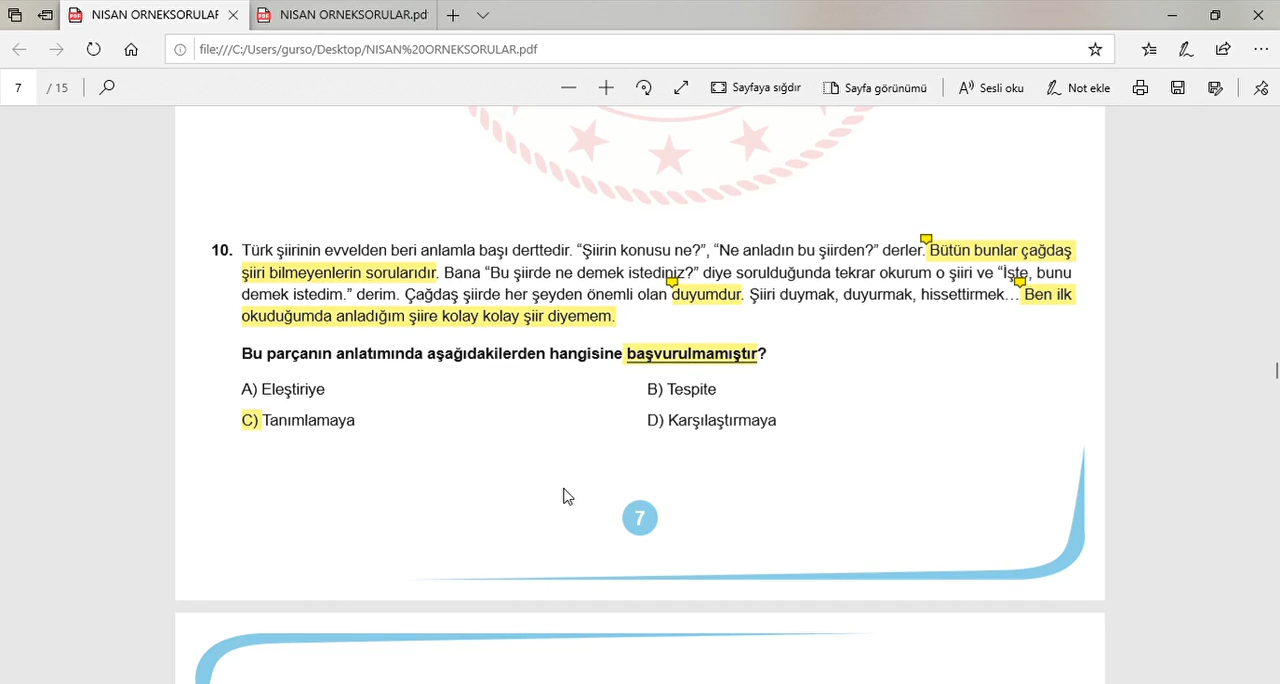 NISAN ORNEKSORULAR
NISAN ORNEKSORULAR.pd
file:///C:/Users/gurso/Desktop/NISAN%20ORNEKSORULAR.pdf
7 / 15
Sayfaya sığdır
Sayfa görünümü
Sesli oku
Not ekle
10. Türk şiirinin evvelden beri anlamla başı derttedir. “Şiirin konusu ne?”, “Ne anladın bu şiirden?” derler. Bütün bunlar çağdaş
şiiri bilmeyenlerin sorularıdır. Bana “Bu şiirde ne demek istediniz?” diye sorulduğunda tekrar okurum o şiiri ve “İşte, bunu
demek istedim.” derim. Çağdaş şiirde her şeyden önemli olan duyumdur. Şiiri duymak, duyurmak, hissettirmek… Ben ilk
okuduğumda anladığım şiire kolay kolay şiir diyemem.
Bu parçanın anlatımında aşağıdakilerden hangisine başvurulmamıştır?
A) Eleştiriye
B) Tespite
C) Tanımlamaya
D) Karşılaştırmaya
7